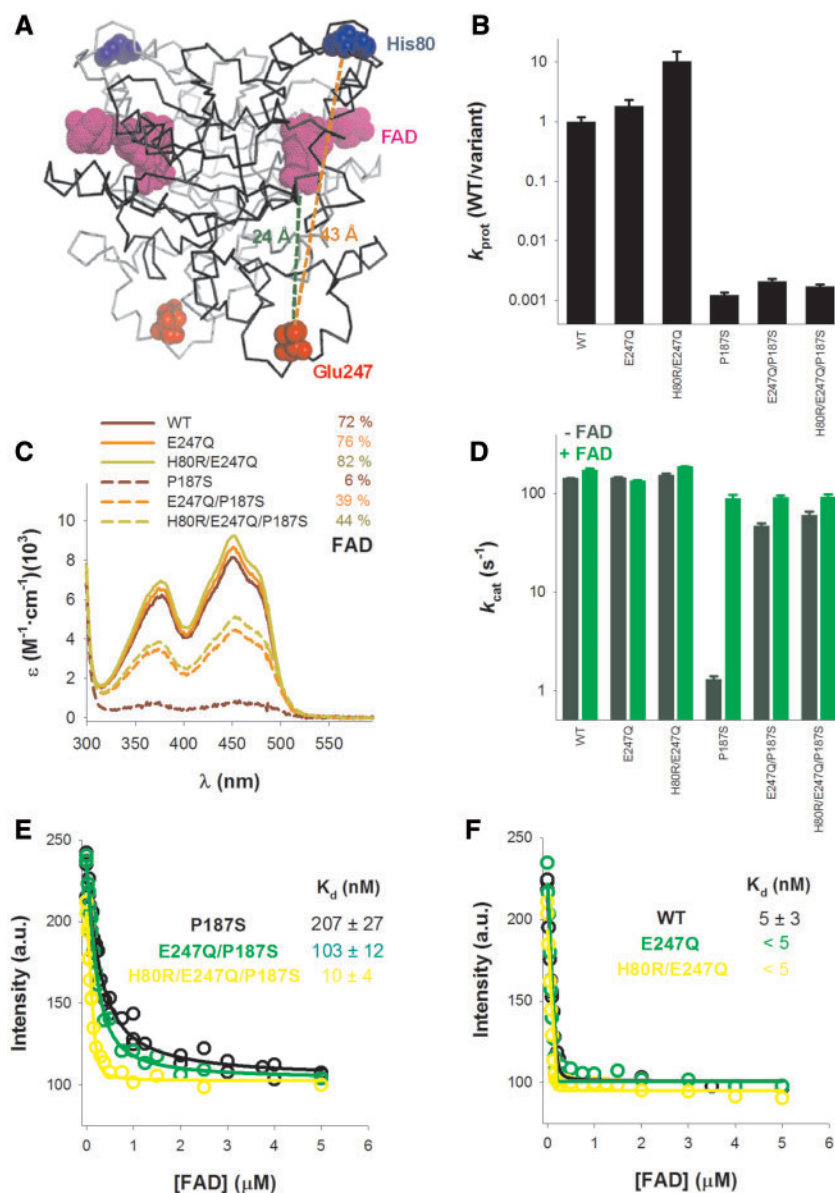 A
His80
FAD
24 Å
43 Å
Glu247
B
k_prot (WT/variant)
10
1
0.1
0.01
0.001
WT
E247Q
H80R/E247Q
P187S
E247Q/P187S
H80R/E247Q/P187S
C
WT 72 %
E247Q 76 %
H80R/E247Q 82 %
P187S 6 %
E247Q/P187S 39 %
H80R/E247Q/P187S 44 %
FAD
ε (M⁻¹·cm⁻¹)(10³)
10
8
6
4
2
0
300 350 400 450 500 550
λ (nm)
D
- FAD
+ FAD
k_cat (s⁻¹)
100
10
1
WT
E247Q
H80R/E247Q
P187S
E247Q/P187S
H80R/E247Q/P187S
E
Intensity (a.u.)
250
200
150
100
K_d (nM)
P187S 207 ± 27
E247Q/P187S 103 ± 12
H80R/E247Q/P187S 10 ± 4
0 1 2 3 4 5 6
[FAD] (μM)
F
Intensity (a.u.)
250
200
150
100
K_d (nM)
WT 5 ± 3
E247Q < 5
H80R/E247Q < 5
0 1 2 3 4 5 6
[FAD] (μM)